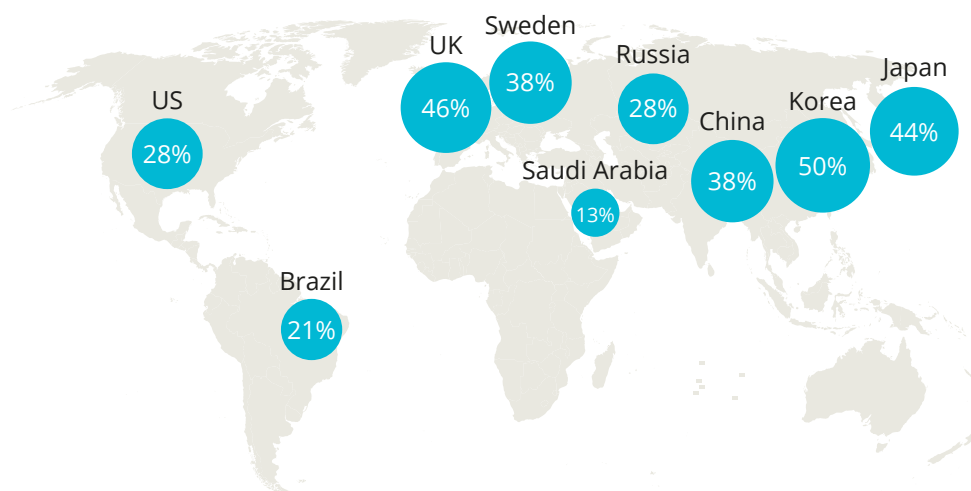 Sweden
38%
UK
46%
Russia
28%
Japan
44%
US
28%
Korea
50%
China
38%
Saudi Arabia
13%
Brazil
21%